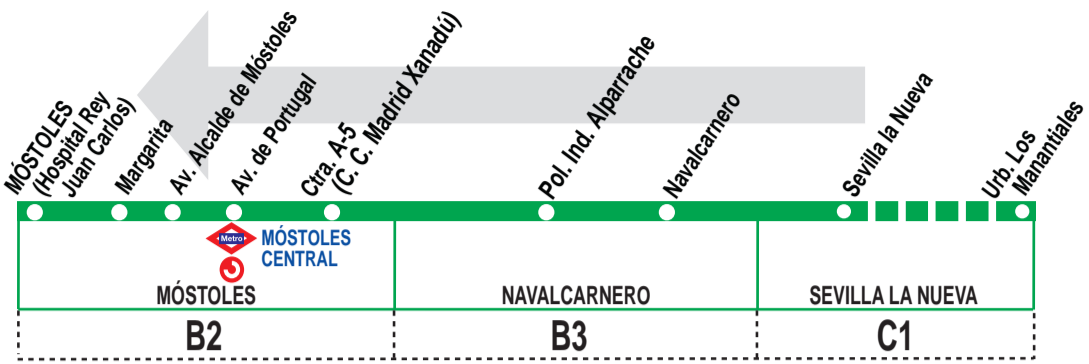 MÓSTOLES
(Hospital Rey
Juan Carlos)
Margarita
Av. Alcalde de Móstoles
Av. de Portugal
Ctra. A-5
(C. C. Madrid Xanadú)
Pol. Ind. Alparrache
Navalcarnero
Sevilla la Nueva
Urb. Los
Manantiales
Metro
MÓSTOLES
CENTRAL
MÓSTOLES
NAVALCARNERO
SEVILLA LA NUEVA
B2
B3
C1